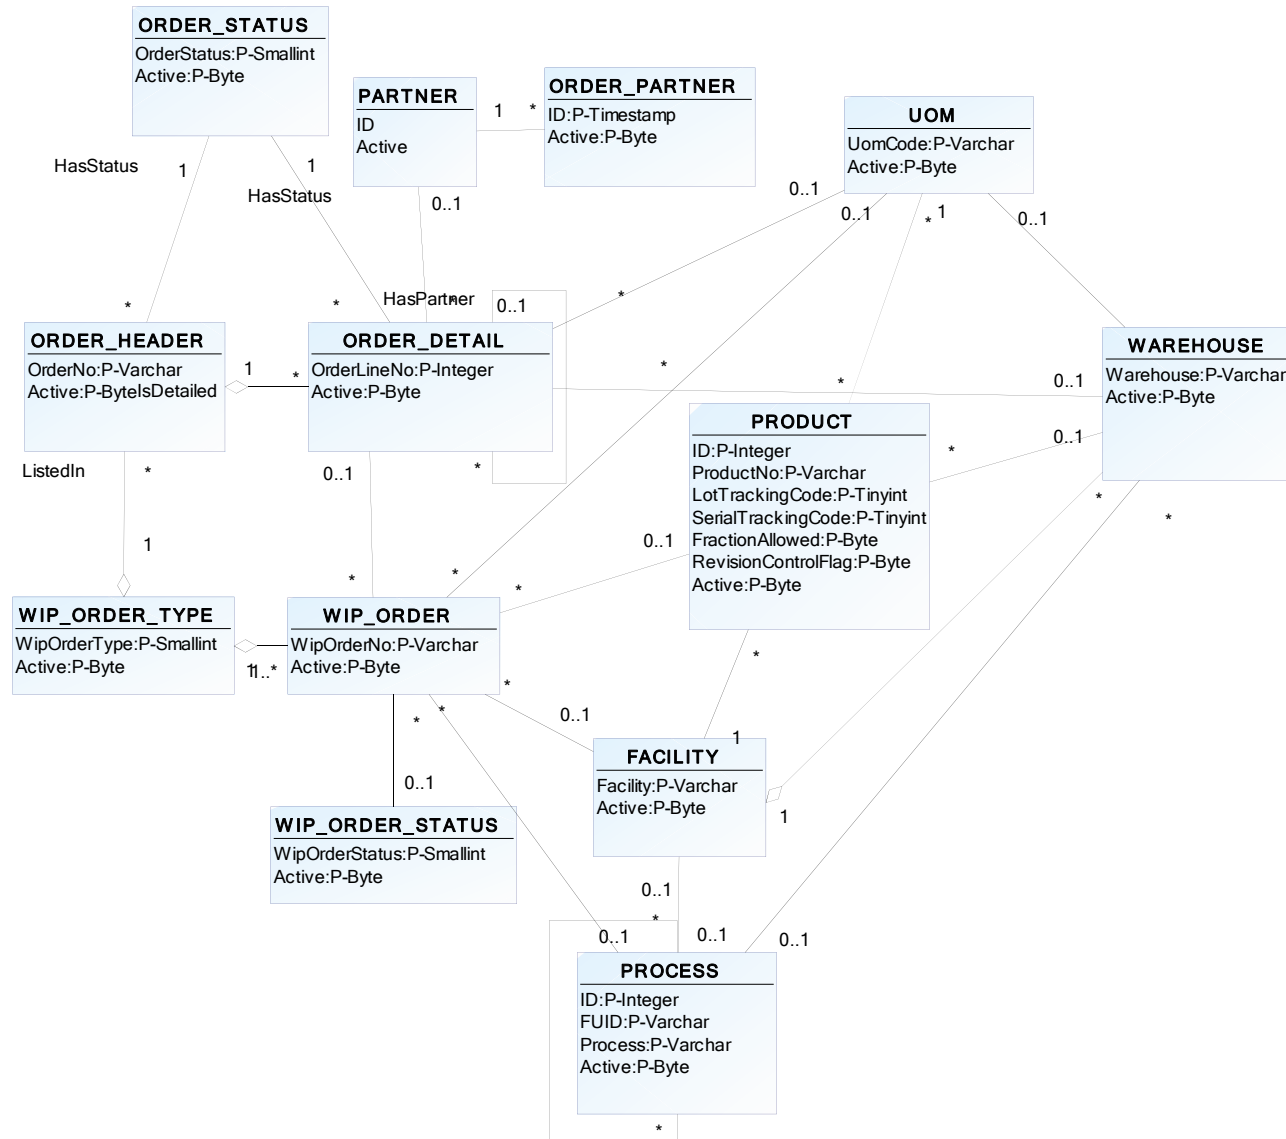 ORDER_STATUS
OrderStatus:P-Smallint
Active:P-Byte
PARTNER
ID
Active
1
*
ORDER_PARTNER
ID:P-Timestamp
Active:P-Byte
UOM
UomCode:P-Varchar
Active:P-Byte
HasStatus
1
1
HasStatus
0..1
0..1
0..1
*
1
0..1
*
*
HasPartner
*
0..1
*
ORDER_HEADER
OrderNo:P-Varchar
Active:P-Byte
IsDetailed
1
*
ORDER_DETAIL
OrderLineNo:P-Integer
Active:P-Byte
*
*
0..1
WAREHOUSE
Warehouse:P-Varchar
Active:P-Byte
PRODUCT
ID:P-Integer
ProductNo:P-Varchar
LotTrackingCode:P-Tinyint
SerialTrackingCode:P-Tinyint
FractionAllowed:P-Byte
RevisionControlFlag:P-Byte
Active:P-Byte
*
0..1
ListedIn
*
0..1
*
*
*
1
0..1
*
*
*
WIP_ORDER_TYPE
WipOrderType:P-Smallint
Active:P-Byte
1
1..*
WIP_ORDER
WipOrderNo:P-Varchar
Active:P-Byte
*
*
*
*
0..1
1
FACILITY
Facility:P-Varchar
Active:P-Byte
1
0..1
WIP_ORDER_STATUS
WipOrderStatus:P-Smallint
Active:P-Byte
0..1
*
0..1
0..1
0..1
PROCESS
ID:P-Integer
FUID:P-Varchar
Process:P-Varchar
Active:P-Byte
*